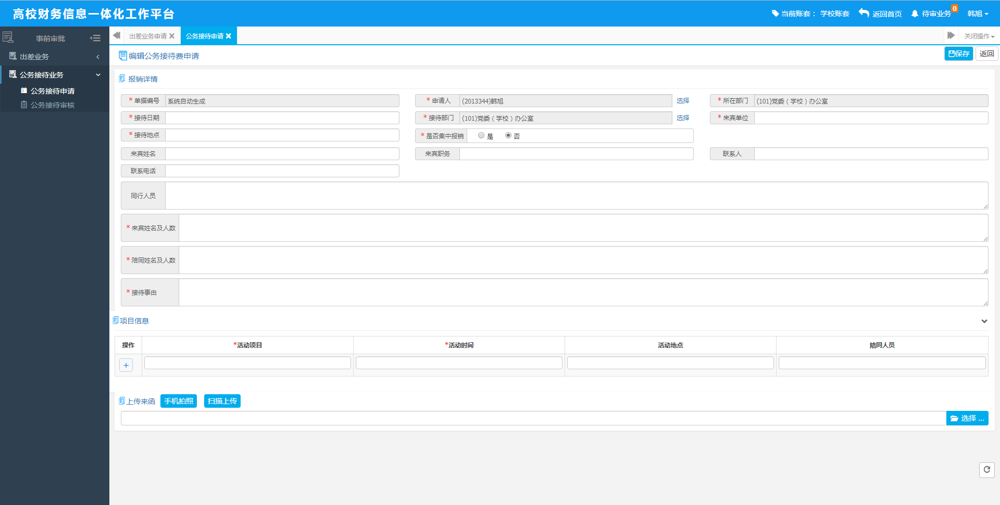 高校财务信息一体化工作平台
当前账套： 学校账套 返回首页 待审业务 0 韩旭
事前审批
出差业务申请 公务接待申请 关闭操作
出差业务
公务接待业务
公务接待申请
公务接待审核
编辑公务接待费申请 保存 返回
报销详情
* 单据编号 系统自动生成 * 申请人 (2013344)韩旭 选择 * 所在部门 (101)党委（学校）办公室
* 接待日期 * 接待部门 (101)党委（学校）办公室 选择 * 来宾单位
* 接待地点 * 是否集中报销 是 否
来宾姓名 来宾职务 联系人
联系电话
同行人员
* 来宾姓名及人数
* 陪同姓名及人数
* 接待事由
项目信息
操作 *活动项目 *活动时间 活动地点 陪同人员
+
上传来函 手机拍照 扫描上传
选择 ...